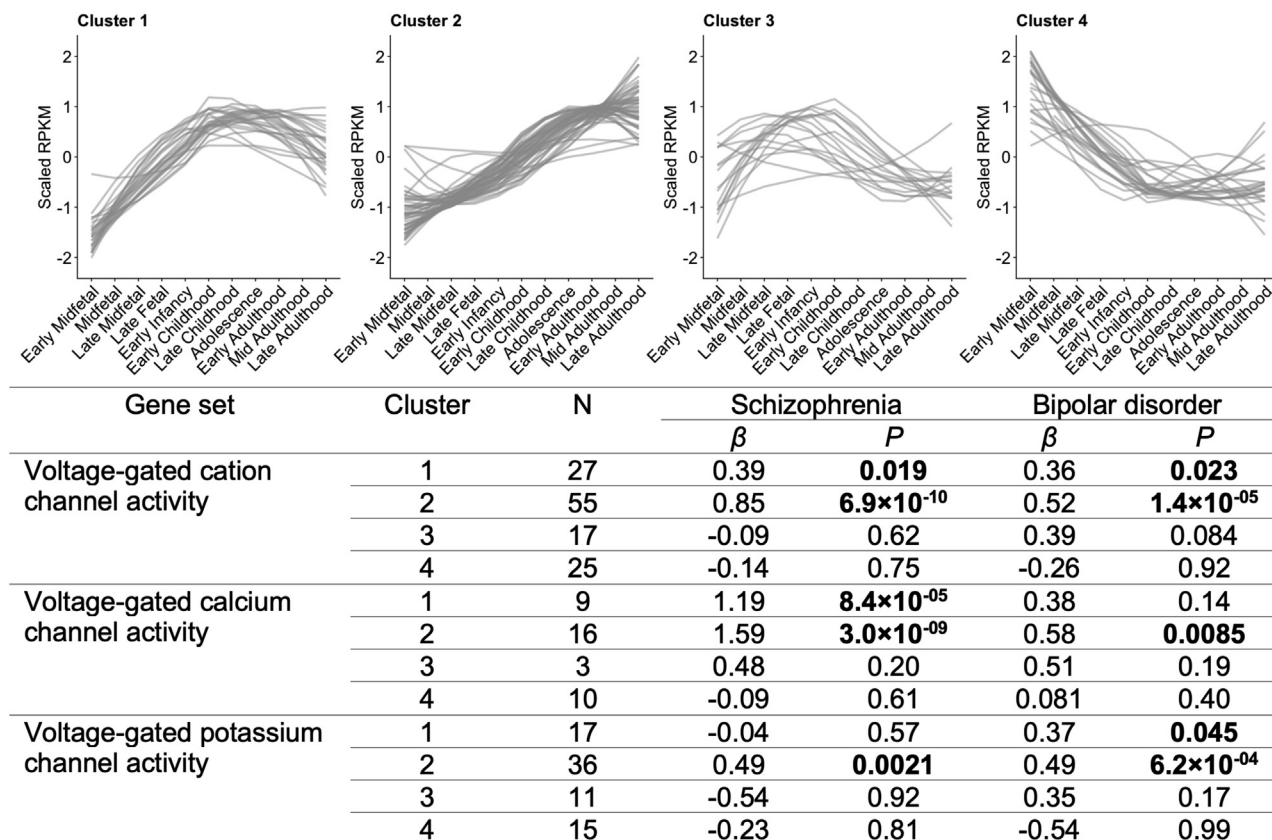 Cluster 1
Cluster 2
Cluster 3
Cluster 4
Scaled RPKM
2
1
0
-1
-2
Early Midfetal
Midfetal
Late Midfetal
Late Fetal
Early Infancy
Early Childhood
Late Childhood
Adolescence
Early Adulthood
Mid Adulthood
Late Adulthood
Scaled RPKM
2
1
0
-1
-2
Early Midfetal
Midfetal
Late Midfetal
Late Fetal
Early Infancy
Early Childhood
Late Childhood
Adolescence
Early Adulthood
Mid Adulthood
Late Adulthood
Scaled RPKM
2
1
0
-1
-2
Early Midfetal
Midfetal
Late Midfetal
Late Fetal
Early Infancy
Early Childhood
Late Childhood
Adolescence
Early Adulthood
Mid Adulthood
Late Adulthood
Scaled RPKM
2
1
0
-1
-2
Early Midfetal
Midfetal
Late Midfetal
Late Fetal
Early Infancy
Early Childhood
Late Childhood
Adolescence
Early Adulthood
Mid Adulthood
Late Adulthood
Gene set Cluster N Schizophrenia Bipolar disorder
β P β P
Voltage-gated cation 1 27 0.39 0.019 0.36 0.023
channel activity 2 55 0.85 6.9×10⁻¹⁰ 0.52 1.4×10⁻⁰⁵
3 17 -0.09 0.62 0.39 0.084
4 25 -0.14 0.75 -0.26 0.92
Voltage-gated calcium 1 9 1.19 8.4×10⁻⁰⁵ 0.38 0.14
channel activity 2 16 1.59 3.0×10⁻⁰⁹ 0.58 0.0085
3 3 0.48 0.20 0.51 0.19
4 10 -0.09 0.61 0.081 0.40
Voltage-gated potassium 1 17 -0.04 0.57 0.37 0.045
channel activity 2 36 0.49 0.0021 0.49 6.2×10⁻⁰⁴
3 11 -0.54 0.92 0.35 0.17
4 15 -0.23 0.81 -0.54 0.99